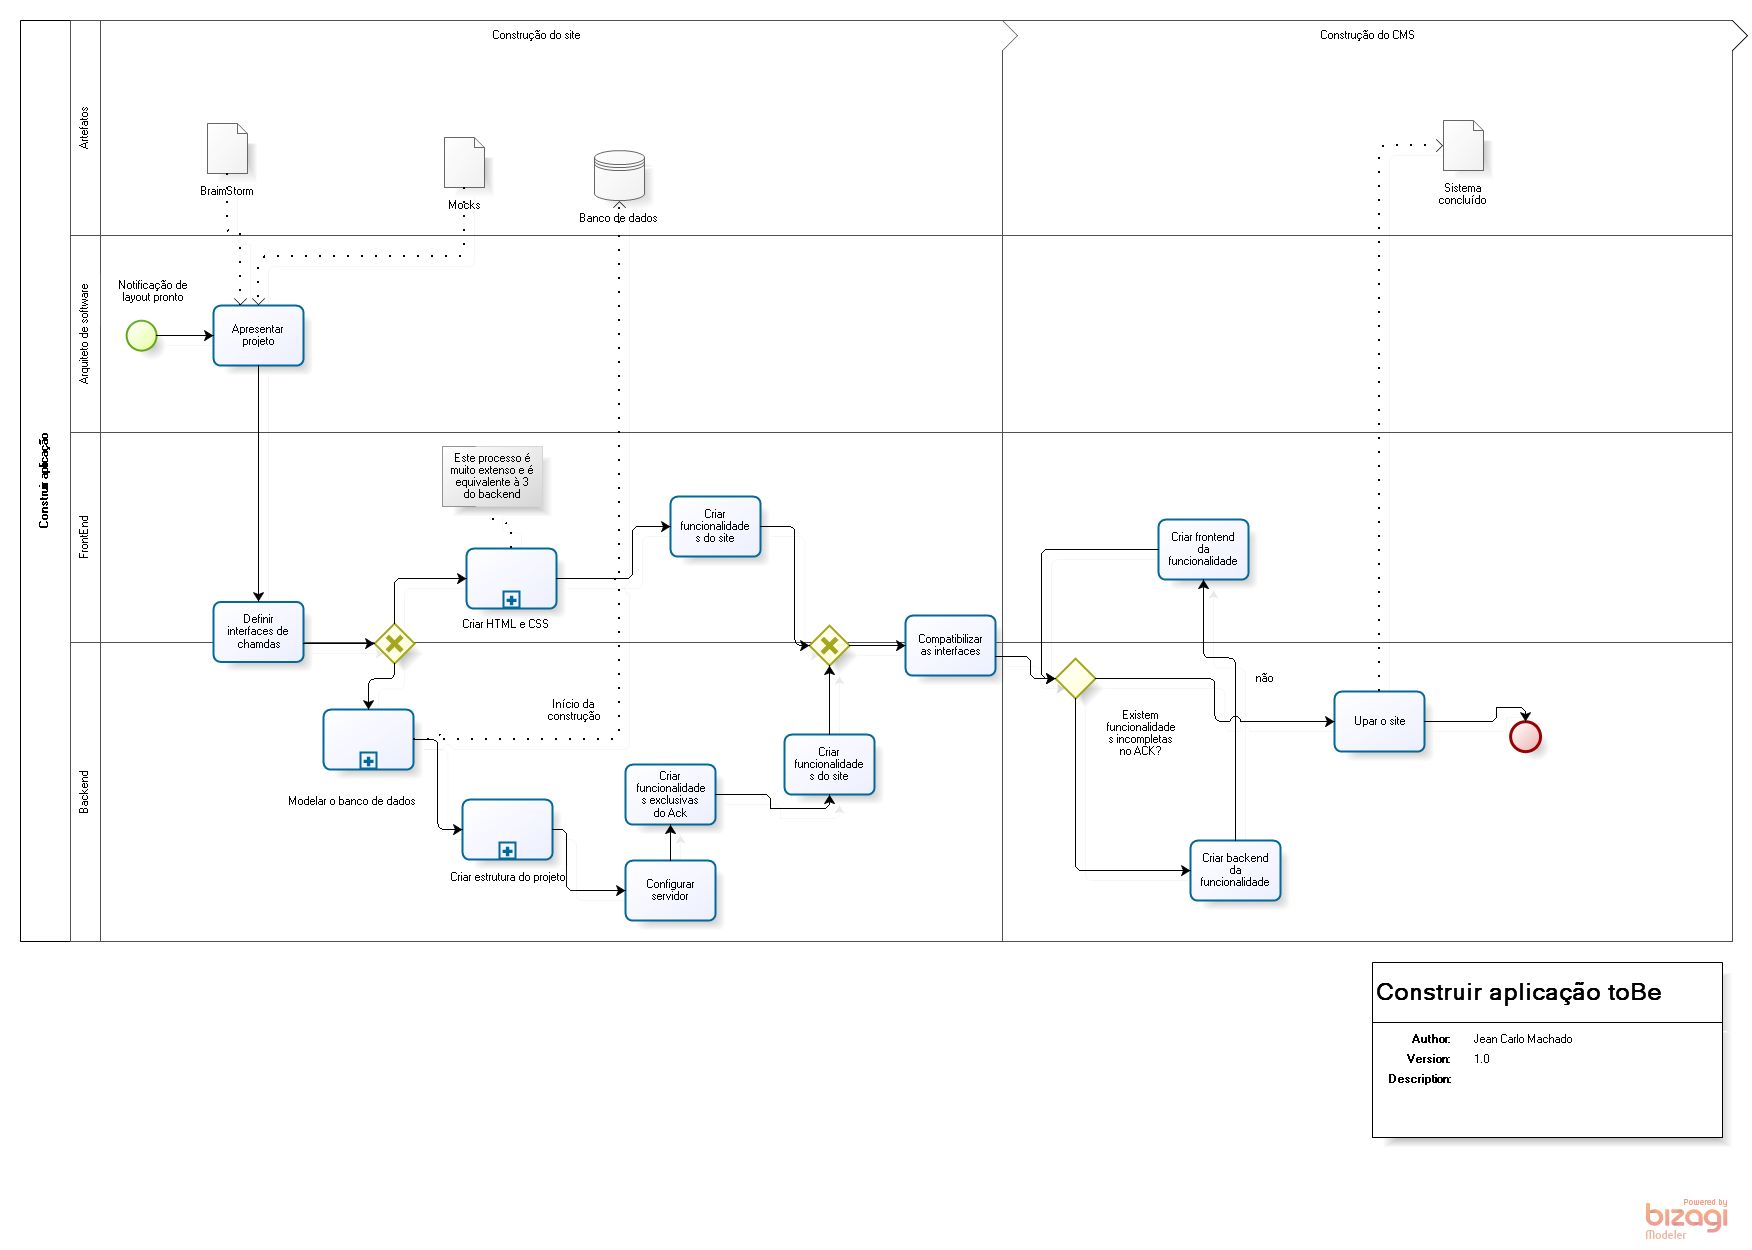 Construir aplicação
Construção do site
Construção do CMS
Artefatos
BraimStorm
Mocks
Banco de dados
Sistema
concluído
Arquiteto de software
Notificação de
layout pronto
Apresentar
projeto
FrontEnd
Este processo é
muito extenso e é
equivalente à 3
do backend
Criar
funcionalidade
s do site
Criar HTML e CSS
Definir
interfaces de
chamdas
Compatibilizar
as interfaces
Criar frontend
da
funcionalidade
Backend
Início da
construção
Modelar o banco de dados
Criar estrutura do projeto
Configurar
servidor
Criar
funcionalidade
s exclusivas
do Ack
Criar
funcionalidade
s do site
Existem
funcionalidade
s incompletas
no ACK?
não
Upar o site
Criar backend
da
funcionalidade
Construir aplicação toBe
Author: Jean Carlo Machado
Version: 1.0
Description:
Powered by
bizagi
Modeler